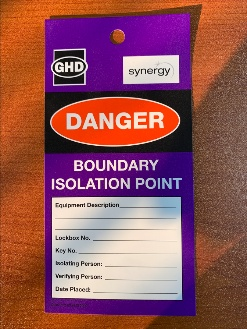 GHD
synergy
DANGER
BOUNDARY
ISOLATION POINT
Equipment Description
Lockbox No.
Key No.
Isolating Person:
Verifying Person:
Date Placed: